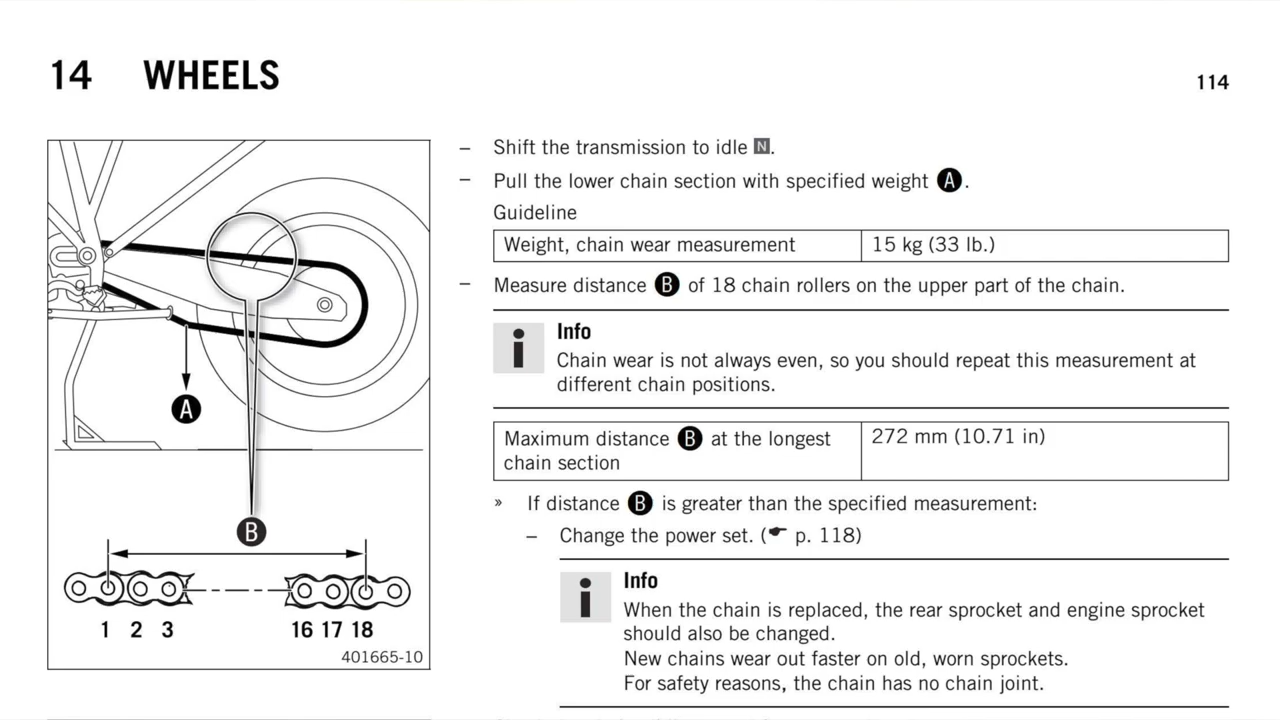 14 WHEELS
114
– Shift the transmission to idle N.
– Pull the lower chain section with specified weight A.
Guideline
Weight, chain wear measurement 15 kg (33 lb.)
– Measure distance B of 18 chain rollers on the upper part of the chain.
i Info
Chain wear is not always even, so you should repeat this measurement at
different chain positions.
Maximum distance B at the longest 272 mm (10.71 in)
chain section
» If distance B is greater than the specified measurement:
– Change the power set. (☛ p. 118)
i Info
When the chain is replaced, the rear sprocket and engine sprocket
should also be changed.
New chains wear out faster on old, worn sprockets.
For safety reasons, the chain has no chain joint.
A
B
1 2 3 16 17 18
401665-10